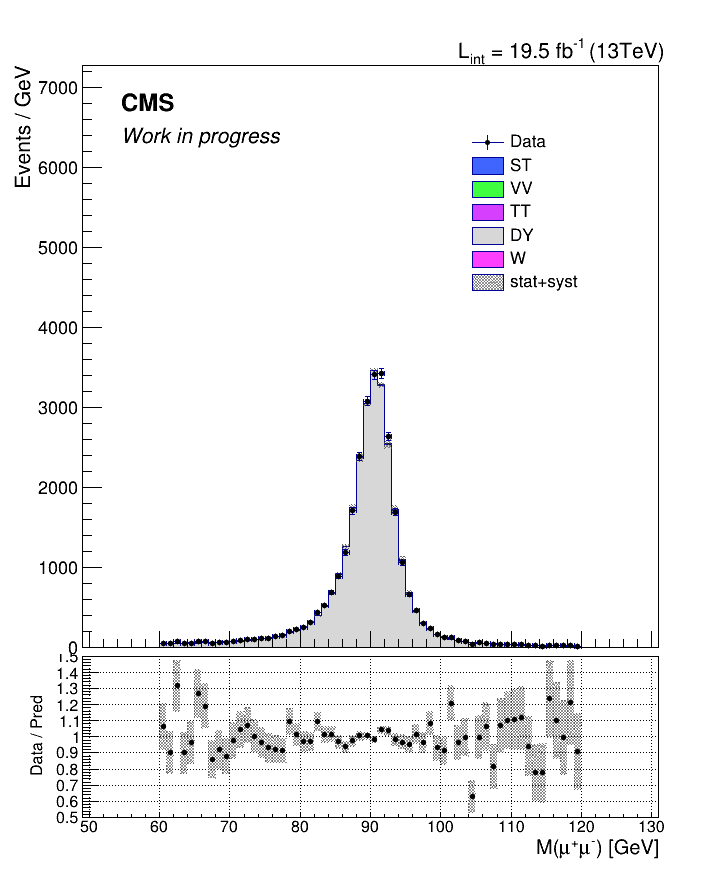 L_int = 19.5 fb^-1 (13TeV)
Events / GeV
7000
6000
5000
4000
3000
2000
1000
0
CMS
Work in progress
Data
ST
VV
TT
DY
W
stat+syst
Data / Pred
1.5
1.4
1.3
1.2
1.1
1
0.9
0.8
0.7
0.6
0.5
50 60 70 80 90 100 110 120 130
M(μ⁺μ⁻) [GeV]